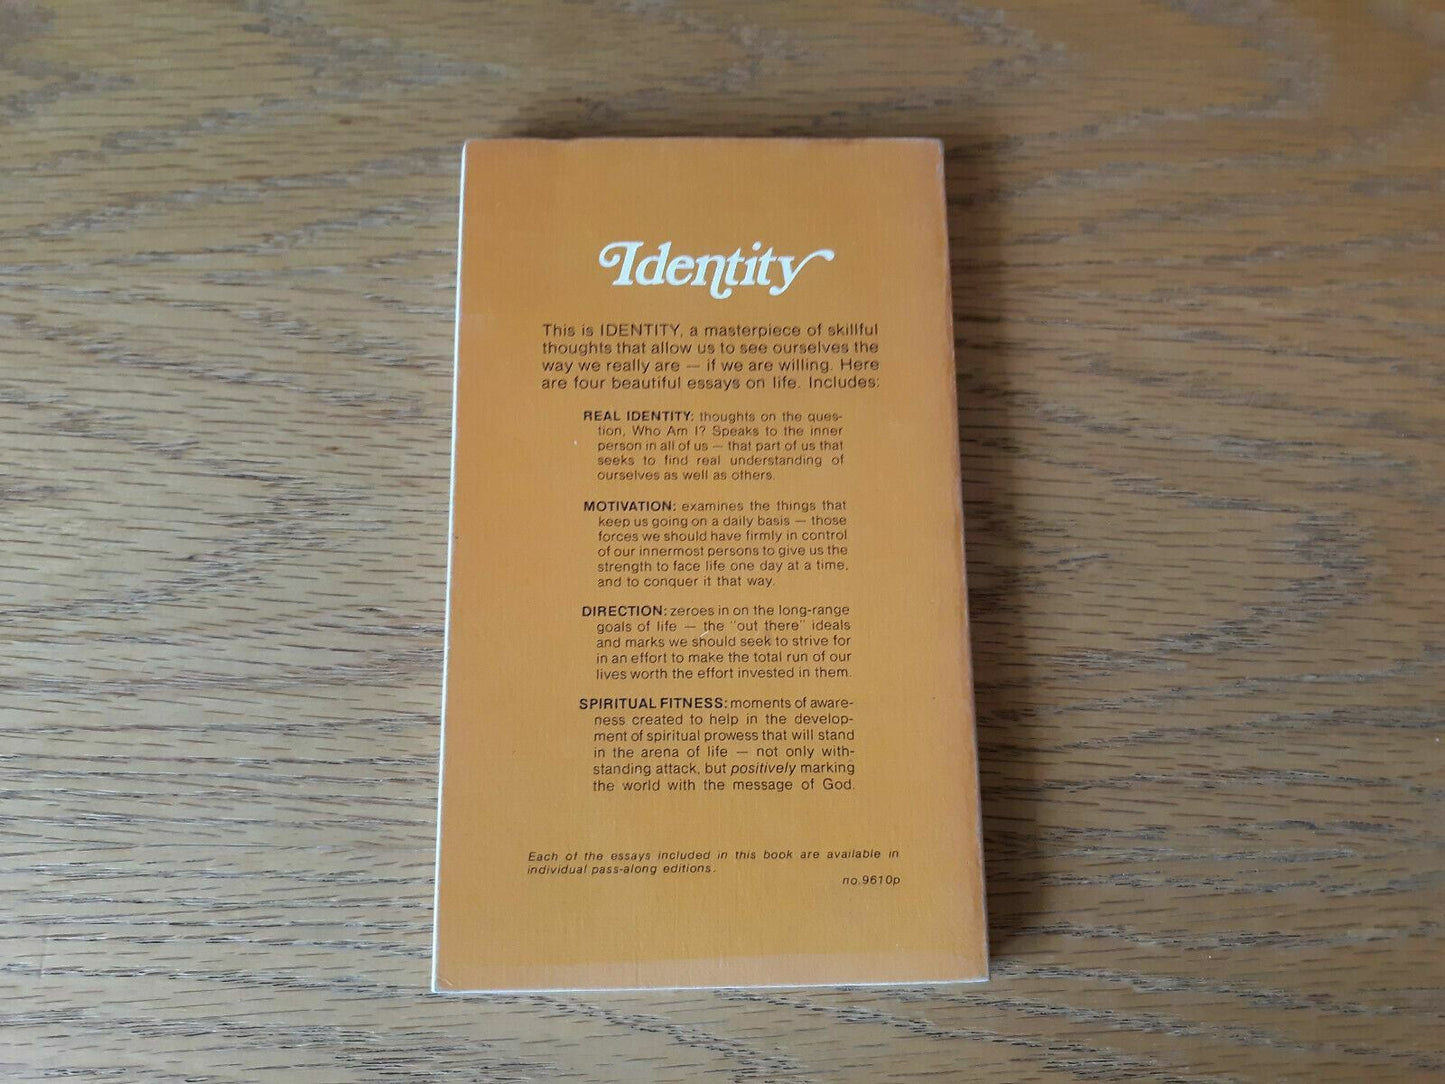 Identity
This is IDENTITY, a masterpiece of skillful
thoughts that allow us to see ourselves the
way we really are — if we are willing. Here
are four beautiful essays on life. Includes:
REAL IDENTITY: thoughts on the ques-
tion, Who Am I? Speaks to the inner
person in all of us — that part of us that
seeks to find real understanding of
ourselves as well as others.
MOTIVATION: examines the things that
keep us going on a daily basis — those
forces we should have firmly in control
of our innermost persons to give us the
strength to face life one day at a time,
and to conquer it that way.
DIRECTION: zeroes in on the long-range
goals of life — the "out there" ideals
and marks we should seek to strive for
in an effort to make the total run of our
lives worth the effort invested in them.
SPIRITUAL FITNESS: moments of aware-
ness created to help in the develop-
ment of spiritual prowess that will stand
in the arena of life — not only with-
standing attack, but positively marking
the world with the message of God.
Each of the essays included in this book are available in
individual pass-along editions.
no.9610p